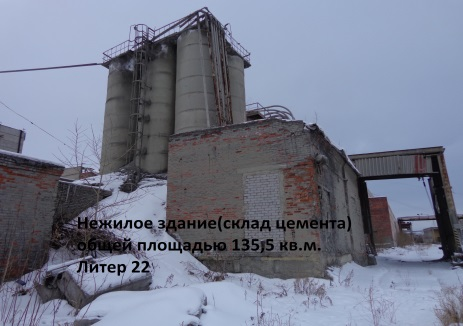 Нежилое здание(склад цемента)
общей площадью 135,5 кв.м.
Литер 22